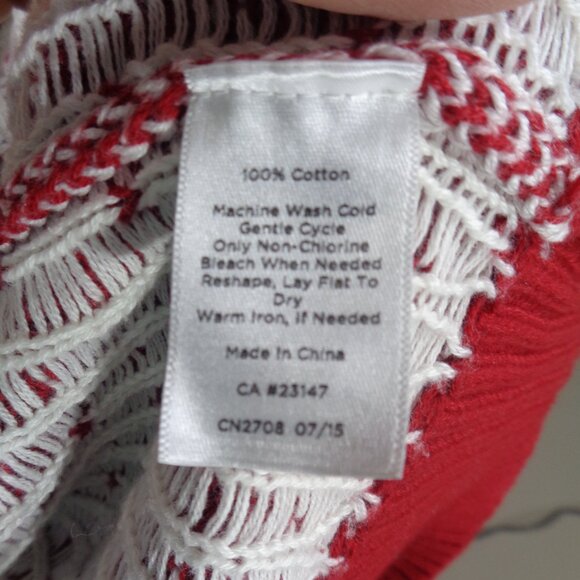 100% Cotton
Machine Wash Cold
Gentle Cycle
Only Non-Chlorine
Bleach When Needed
Reshape, Lay Flat To
Dry
Warm Iron, If Needed
Made In China
CA #23147
CN2708 07/15